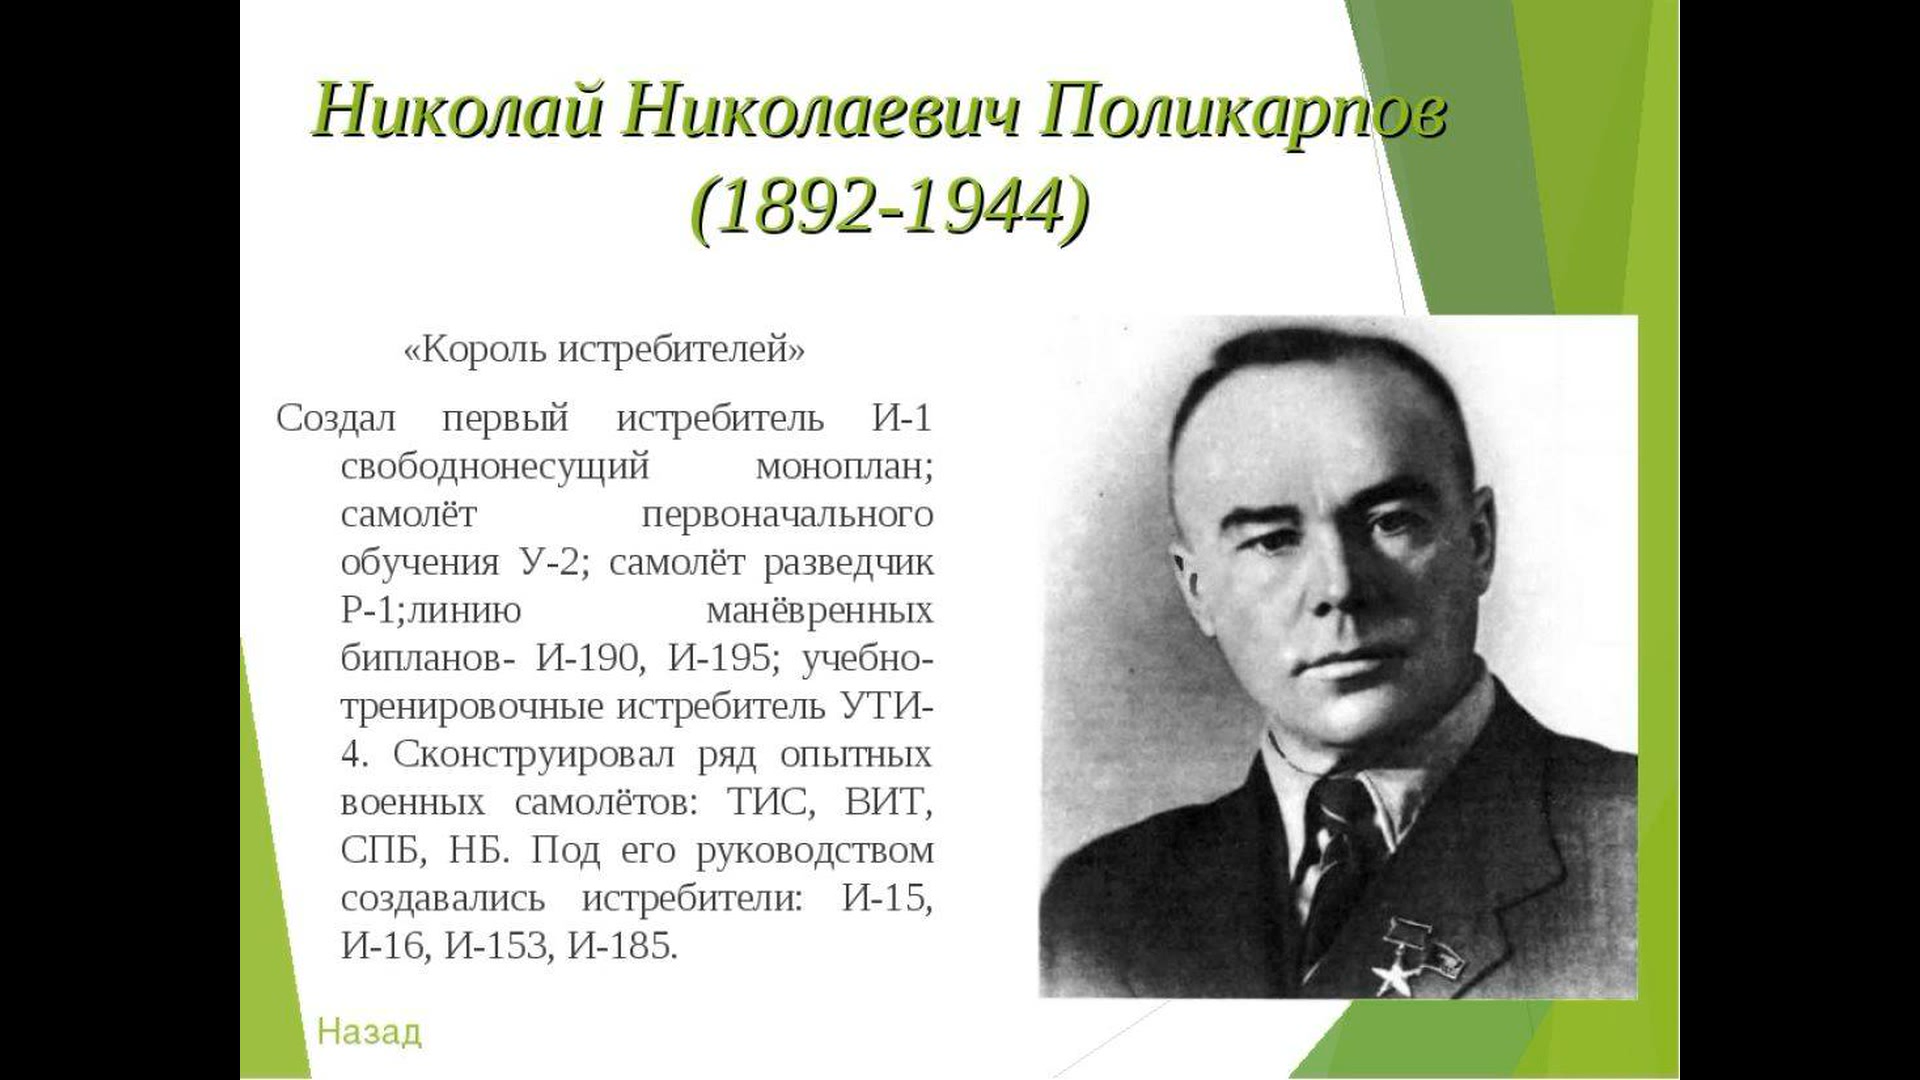 Николай Николаевич Поликарпов
(1892-1944)
«Король истребителей»
Создал первый истребитель И-1
свободнонесущий моноплан;
самолёт первоначального
обучения У-2; самолёт разведчик
Р-1;линию манёвренных
бипланов- И-190, И-195; учебно-
тренировочные истребитель УТИ-
4. Сконструировал ряд опытных
военных самолётов: ТИС, ВИТ,
СПБ, НБ. Под его руководством
создавались истребители: И-15,
И-16, И-153, И-185.
Назад